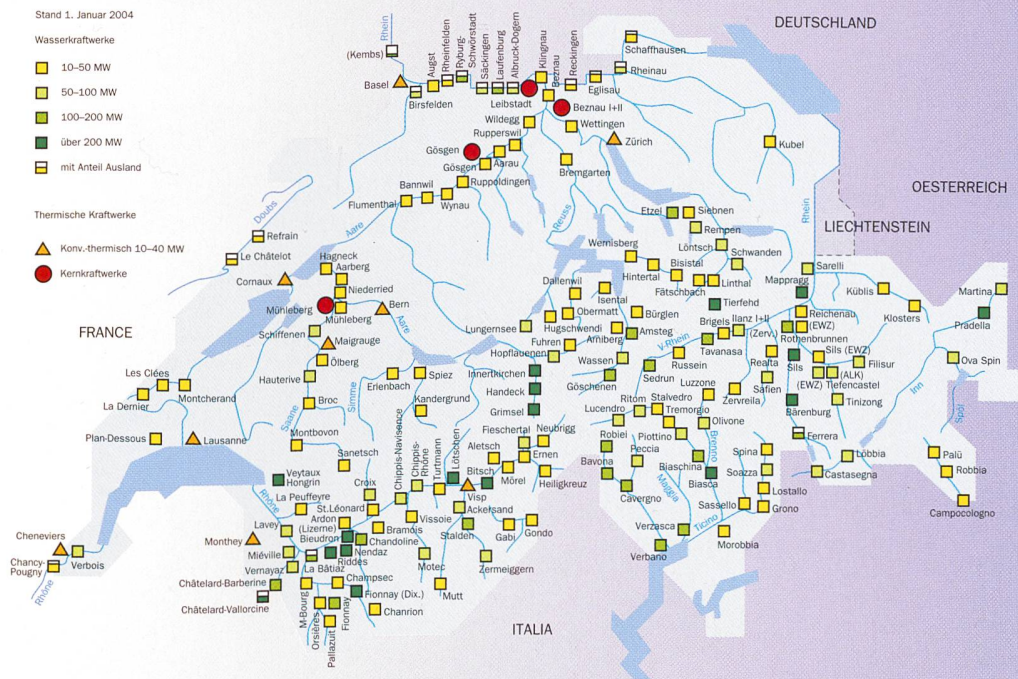 Stand 1. Januar 2004
Wasserkraftwerke
10–50 MW
50–100 MW
100–200 MW
über 200 MW
mit Anteil Ausland
Thermische Kraftwerke
Konv.-thermisch 10–40 MW
Kernkraftwerke
DEUTSCHLAND
OESTERREICH
LIECHTENSTEIN
FRANCE
ITALIA
Rhein
(Kembs)
Basel
Birsfelden
Augst
Rheinfelden
Ryburg-
Schwörstadt
Säckingen
Laufenburg
Albruck-Dogern
Leibstadt
Klingnau
Beznau
Reckingen
Eglisau
Schaffhausen
Rheinau
Beznau I+II
Wildegg
Wettingen
Rupperswil
Zürich
Kubel
Gösgen
Gösgen
Aarau
Bremgarten
Ruppoldingen
Bannwil
Flumenthal
Wynau
Doubs
Aare
Reuss
Rhein
Refrain
Le Châtelot
Etzel
Siebnen
Rempen
Löntsch
Schwanden
Wernisberg
Bisistal
Hintertal
Fätschbach
Linthal
Sarelli
Mapragg
Tierfehd
Küblis
Klosters
Martina
Pradella
Hagneck
Aarberg
Cornaux
Niederried
Mühleberg
Mühleberg
Bern
Aare
Dallenwil
Isental
Obermatt
Bürglen
Lungernsee
Hugschwendi
Arniberg
Amsteg
Schiffenen
Maigrauge
Ölberg
Fuhren
Hopflauenen
Wassen
V-Rhein
Brigels
Ilanz I+II
(Zerv.)
Tavanasa
Reichenau
(EWZ)
Rothenbrunnen
Realta
Sils
Sils (EWZ)
Filisur
(ALK)
(EWZ)
Tiefencastel
Ova Spin
Inn
Spöl
Les Clées
La Dernier
Montcherand
Hauterive
Erlenbach
Spiez
Innertkirchen
Göschenen
Sedrun
Russein
Safien
Luzzone
Zervreila
Tinizong
Bärenburg
Handeck
Grimsel
Saane
Simme
Broc
Kandergrund
Lucendro
Ritom
Stalvedro
Tremorgio
Olivone
Piottino
Brenno
Ferrera
Plan-Dessous
Lausanne
Montbovon
Sanetsch
Chippis-Navisence
Chippis-
Rhône
Turtmann
Lötschen
Fieschertal
Neubrigg
Aletsch
Bitsch
Ernen
Mörel
Heiligkreuz
Robiei
Bavona
Peccia
Cavergno
Biaschina
Biasca
Maggia
Spina
Soazza
Lostallo
Sassello
Grono
Löbbia
Castasegna
Palü
Robbia
Campocologno
Veytaux
Hongrin
Rhône
La Peuffeyre
Croix
Visp
St.Léonard
Ardon
(Lizerne)
Lavey
Bieudron
Chandoline
Bramois
Vissoie
Ackersand
Stalden
Gabi
Gondo
Verzasca
Ticino
Morobbia
Verbano
Monthey
Miéville
Vernayaz
La Bâtiaz
Riddes
Nendaz
Motec
Zermeiggern
Mutt
Cheneviers
Chancy-
Pougny
Verbois
Rhône
Châtelard-Barberine
Châtelard-Vallorcine
M-Bourg
Champsec
Fionnay (Dix.)
Orsières
Pallazuit
Fionnay
Chanrion